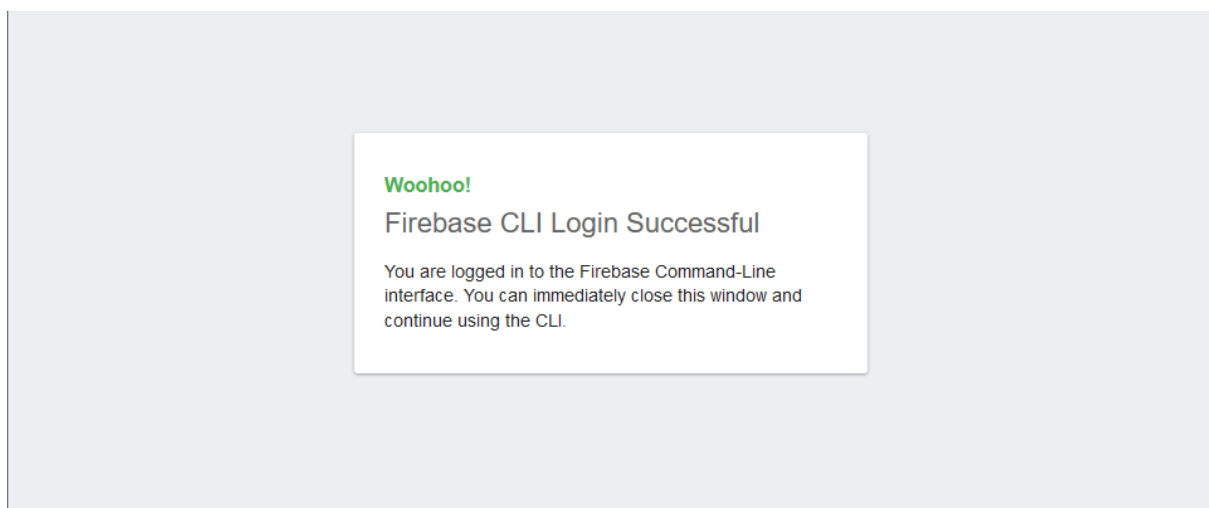 Woohoo!
Firebase CLI Login Successful
You are logged in to the Firebase Command-Line
interface. You can immediately close this window and
continue using the CLI.